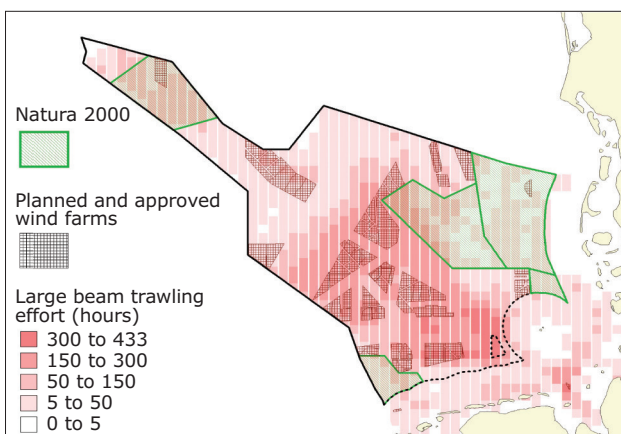 Natura 2000
Planned and approved
wind farms
Large beam trawling
effort (hours)
300 to 433
150 to 300
50 to 150
5 to 50
0 to 5